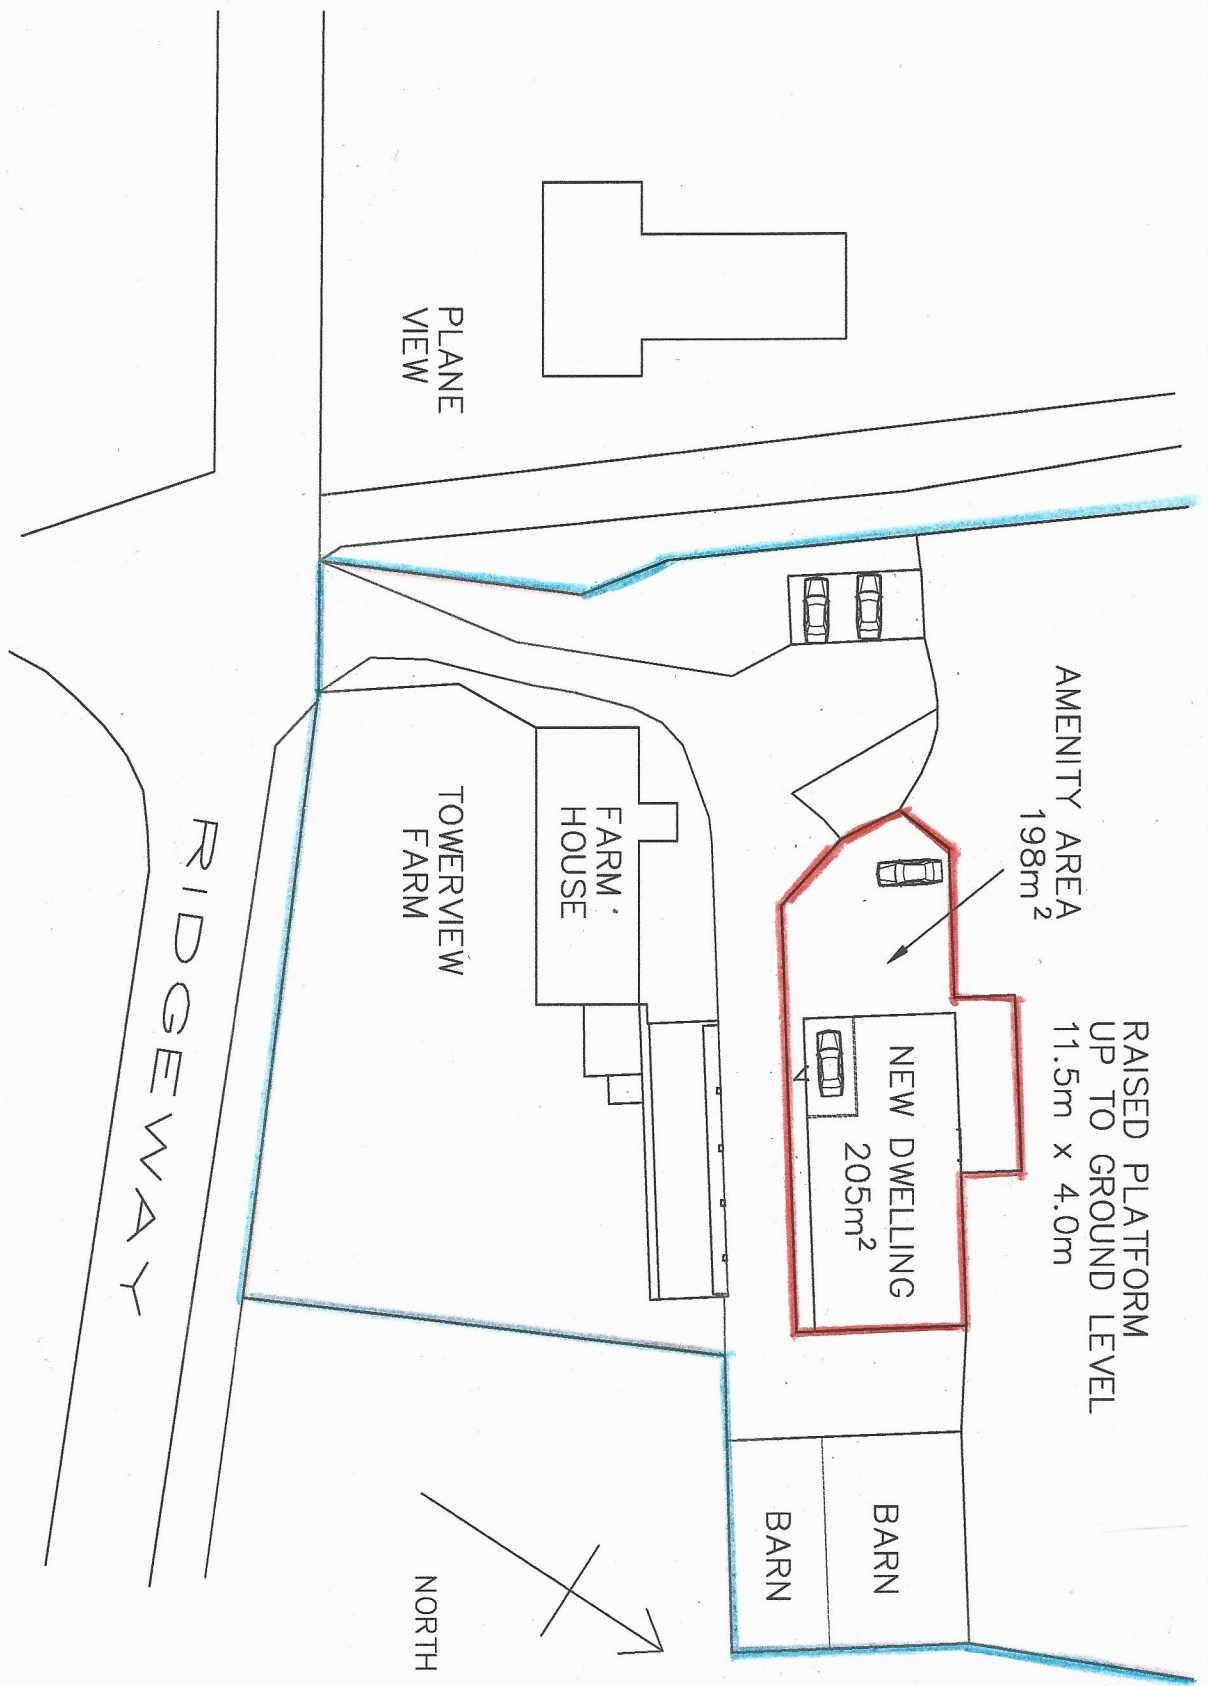 PLANE
VIEW
AMENITY AREA
198m²
RAISED PLATFORM
UP TO GROUND LEVEL
11.5m x 4.0m
NEW DWELLING
205m²
FARM
HOUSE
TOWERVIEW
FARM
RIDGEWAY
BARN
BARN
NORTH